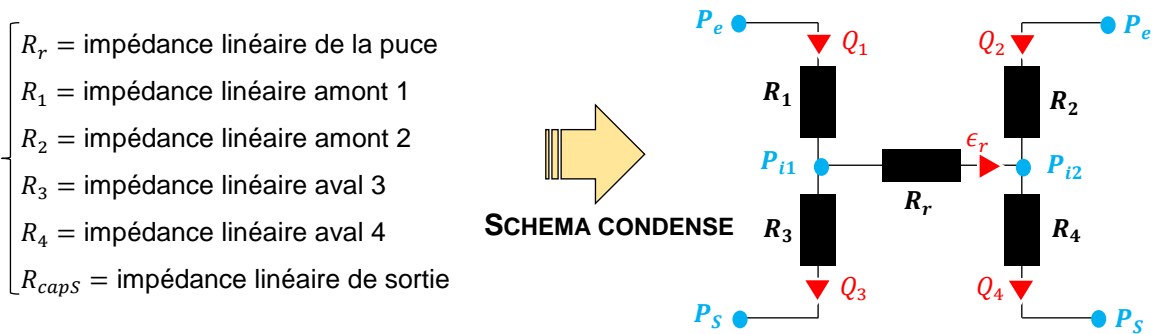 R_r = impédance linéaire de la puce
R_1 = impédance linéaire amont 1
R_2 = impédance linéaire amont 2
R_3 = impédance linéaire aval 3
R_4 = impédance linéaire aval 4
R_capS = impédance linéaire de sortie
SCHEMA CONDENSE
P_e Q_1 Q_2 P_e
R_1 R_2
P_i1 ϵ_r P_i2
R_r
R_3 R_4
Q_3 Q_4
P_S P_S